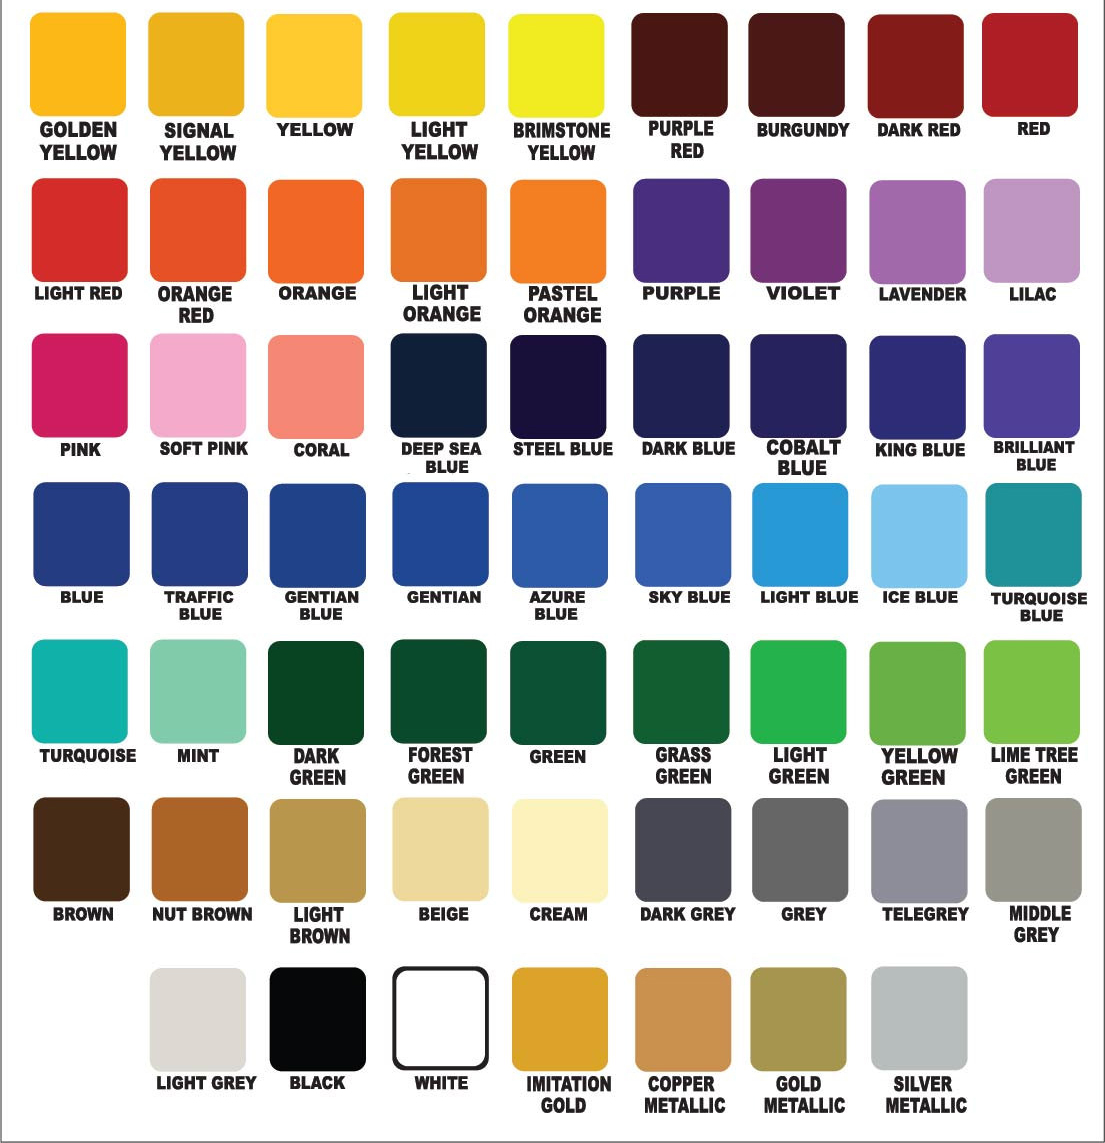 GOLDEN
YELLOW
SIGNAL
YELLOW
YELLOW
LIGHT
YELLOW
BRIMSTONE
YELLOW
PURPLE
RED
BURGUNDY
DARK RED
RED
LIGHT RED
ORANGE
RED
ORANGE
LIGHT
ORANGE
PASTEL
ORANGE
PURPLE
VIOLET
LAVENDER
LILAC
PINK
SOFT PINK
CORAL
DEEP SEA
BLUE
STEEL BLUE
DARK BLUE
COBALT
BLUE
KING BLUE
BRILLIANT
BLUE
BLUE
TRAFFIC
BLUE
GENTIAN
BLUE
GENTIAN
AZURE
BLUE
SKY BLUE
LIGHT BLUE
ICE BLUE
TURQUOISE
BLUE
TURQUOISE
MINT
DARK
GREEN
FOREST
GREEN
GREEN
GRASS
GREEN
LIGHT
GREEN
YELLOW
GREEN
LIME TREE
GREEN
BROWN
NUT BROWN
LIGHT
BROWN
BEIGE
CREAM
DARK GREY
GREY
TELEGREY
MIDDLE
GREY
LIGHT GREY
BLACK
WHITE
IMITATION
GOLD
COPPER
METALLIC
GOLD
METALLIC
SILVER
METALLIC